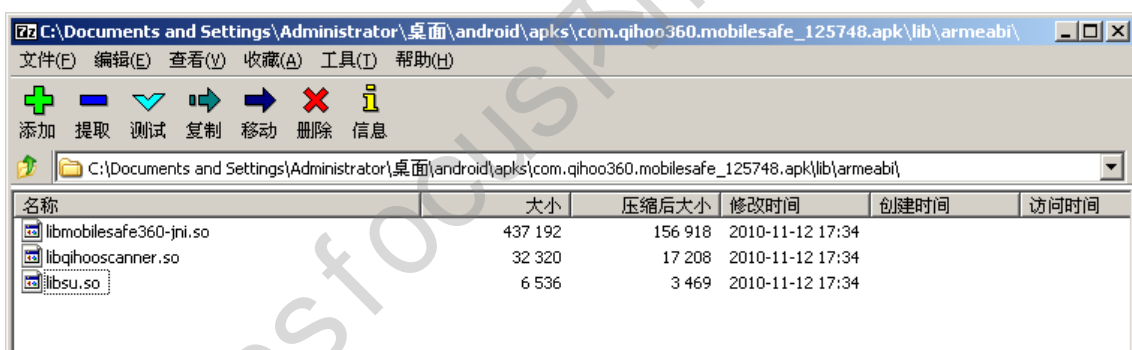 C:\Documents and Settings\Administrator\桌面\android\apks\com.qihoo360.mobilesafe_125748.apk\lib\armeabi\
文件(F) 编辑(E) 查看(V) 收藏(A) 工具(T) 帮助(H)
添加 提取 测试 复制 移动 删除 信息
C:\Documents and Settings\Administrator\桌面\android\apks\com.qihoo360.mobilesafe_125748.apk\lib\armeabi\
名称 大小 压缩后大小 修改时间 创建时间 访问时间
libmobilesafe360-jni.so 437 192 156 918 2010-11-12 17:34
libqihooscanner.so 32 320 17 208 2010-11-12 17:34
libsu.so 6 536 3 469 2010-11-12 17:34